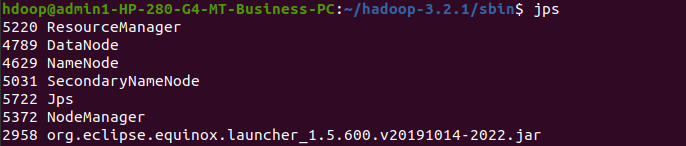 hdoop@admin1-HP-280-G4-MT-Business-PC:~/hadoop-3.2.1/sbin$ jps
5220 ResourceManager
4789 DataNode
4629 NameNode
5031 SecondaryNameNode
5722 Jps
5372 NodeManager
2958 org.eclipse.equinox.launcher_1.5.600.v20191014-2022.jar